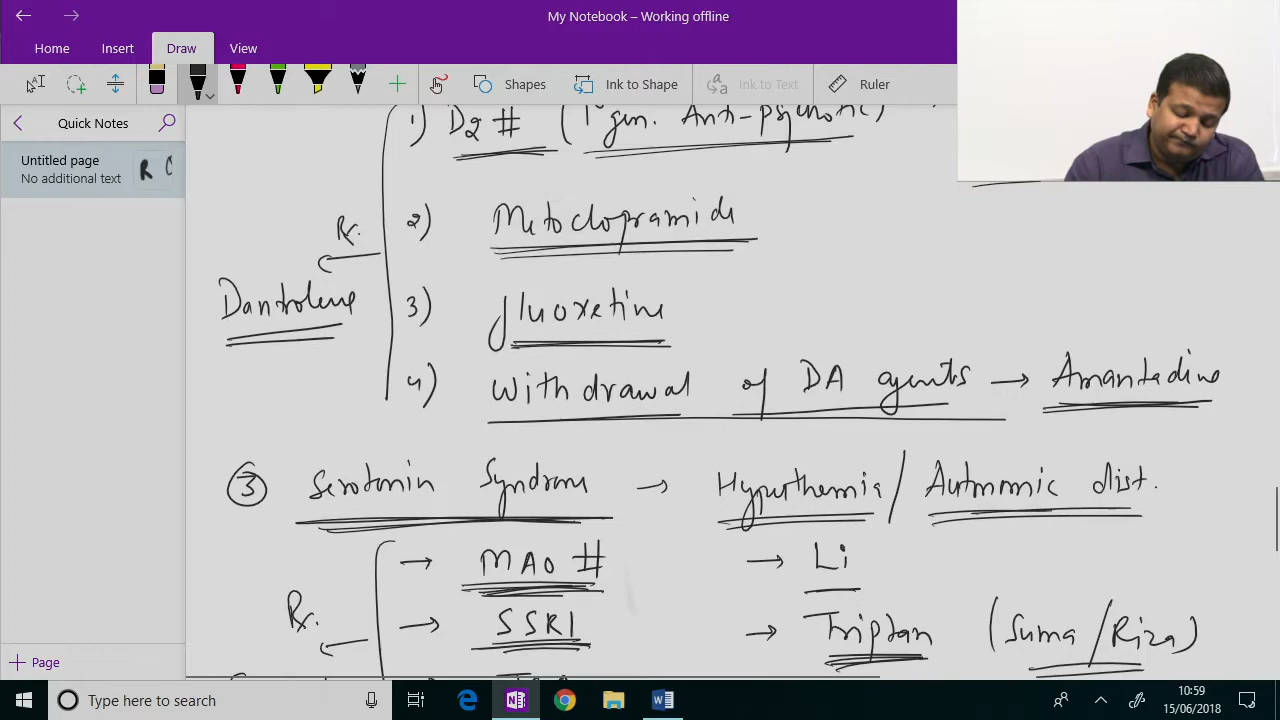 My Notebook – Working offline
Home Insert Draw View
Shapes Ink to Shape Ink to Text Ruler
Quick Notes
Untitled page
No additional text
1) D2 # (1° gen. Anti-psychotic)
2) Metoclopramide
Rx.
Dantrolene
3) fluoxetine
4) Withdrawal of DA agents → Amantadine
③ Serotonin Syndrome → Hyperthermia / Autonomic dist.
→ MAO # → Li
Rx.
→ SSRI → Triptan (Suma / Riza)
+ Page
Type here to search
10:59
15/06/2018